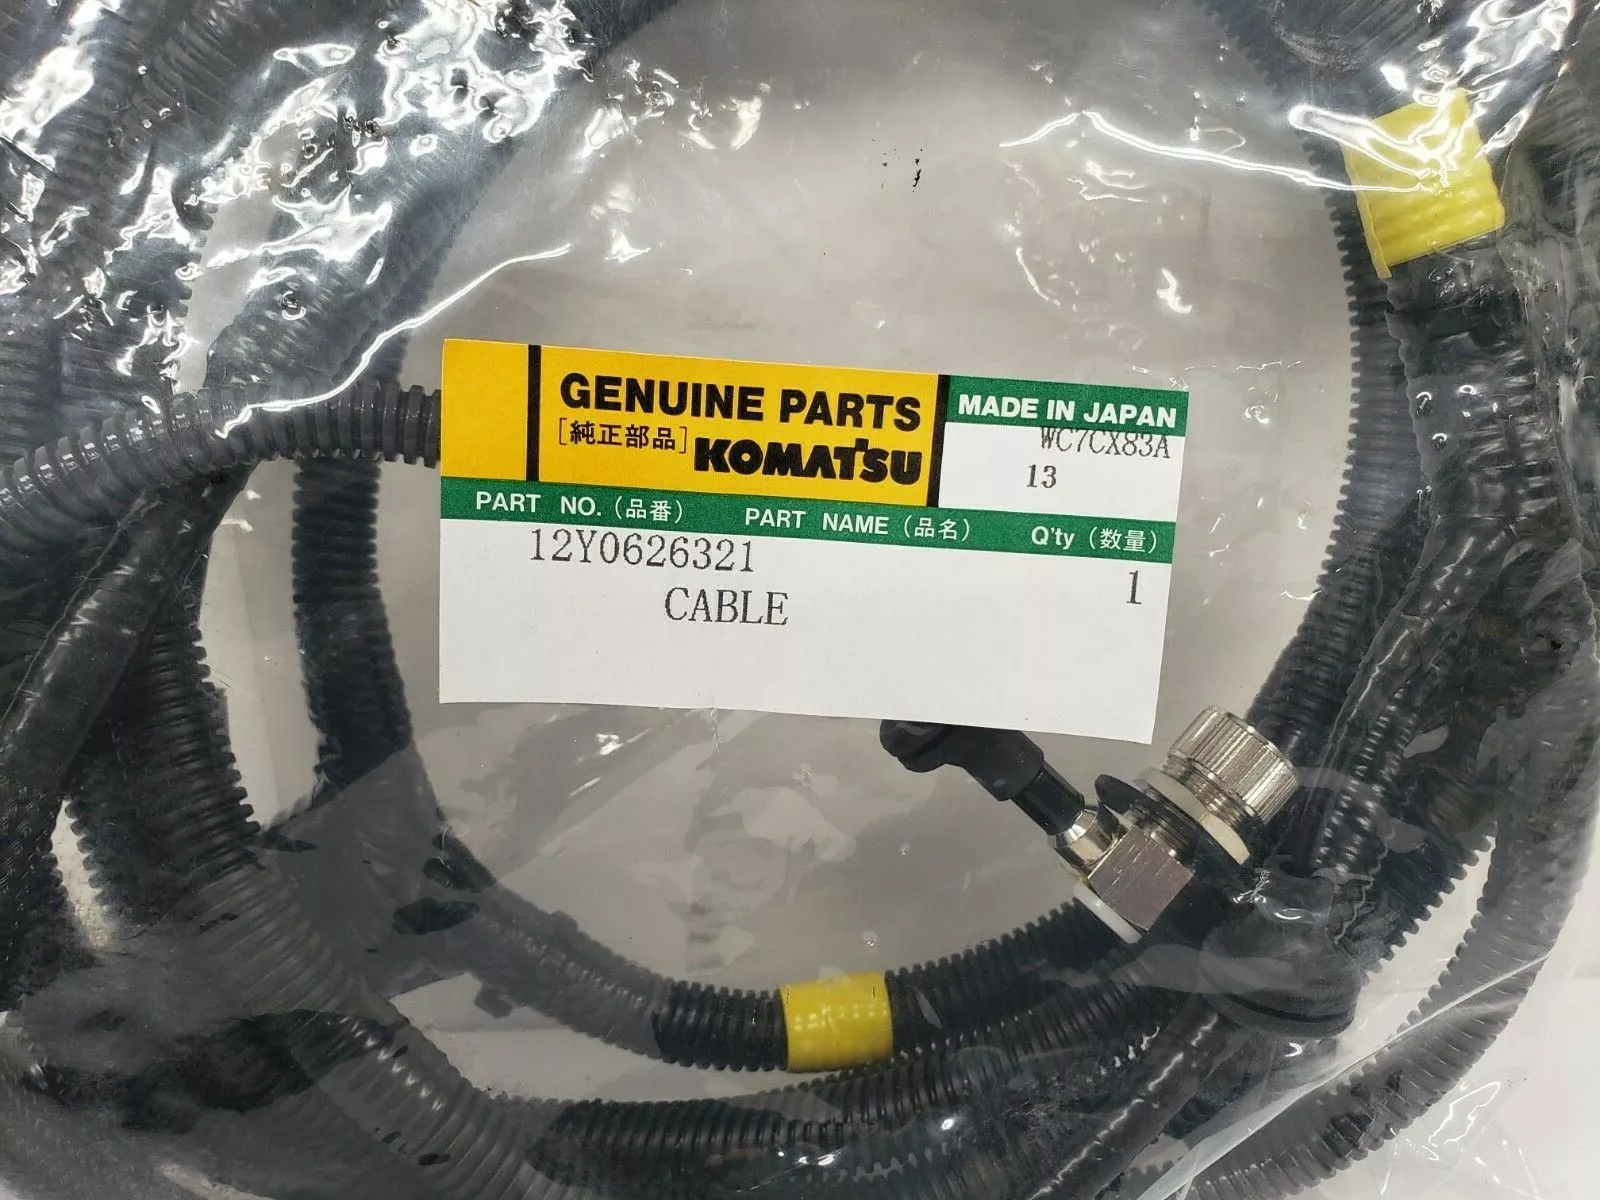 GENUINE PARTS
[純正部品] KOMATSU
MADE IN JAPAN
WC7CX83A
13
PART NO.(品番) PART NAME(品名) Q'ty(数量)
12Y0626321
CABLE
1